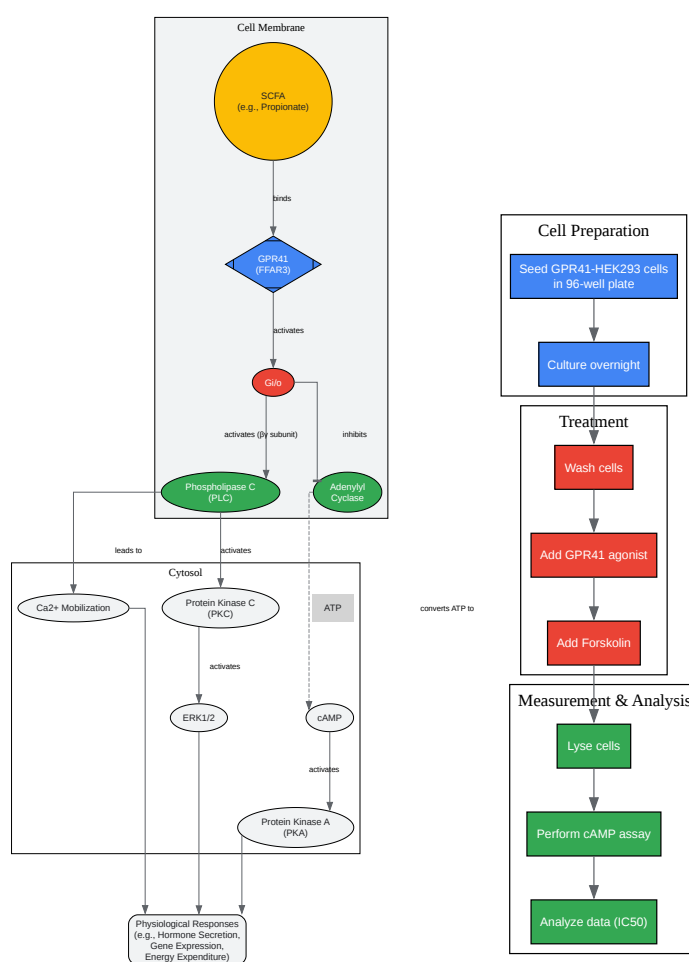 Cell Membrane
SCFA
(e.g., Propionate)
binds
GPR41
(FFAR3)
activates
Gi/o
activates (βγ subunit)
inhibits
Phospholipase C
(PLC)
Adenylyl
Cyclase
leads to
activates
Cytosol
Ca2+ Mobilization
Protein Kinase C
(PKC)
ATP
converts ATP to
activates
ERK1/2
cAMP
activates
Protein Kinase A
(PKA)
Physiological Responses
(e.g., Hormone Secretion,
Gene Expression,
Energy Expenditure)
Cell Preparation
Seed GPR41-HEK293 cells
in 96-well plate
Culture overnight
Treatment
Wash cells
Add GPR41 agonist
Add Forskolin
Measurement & Analysis
Lyse cells
Perform cAMP assay
Analyze data (IC50)